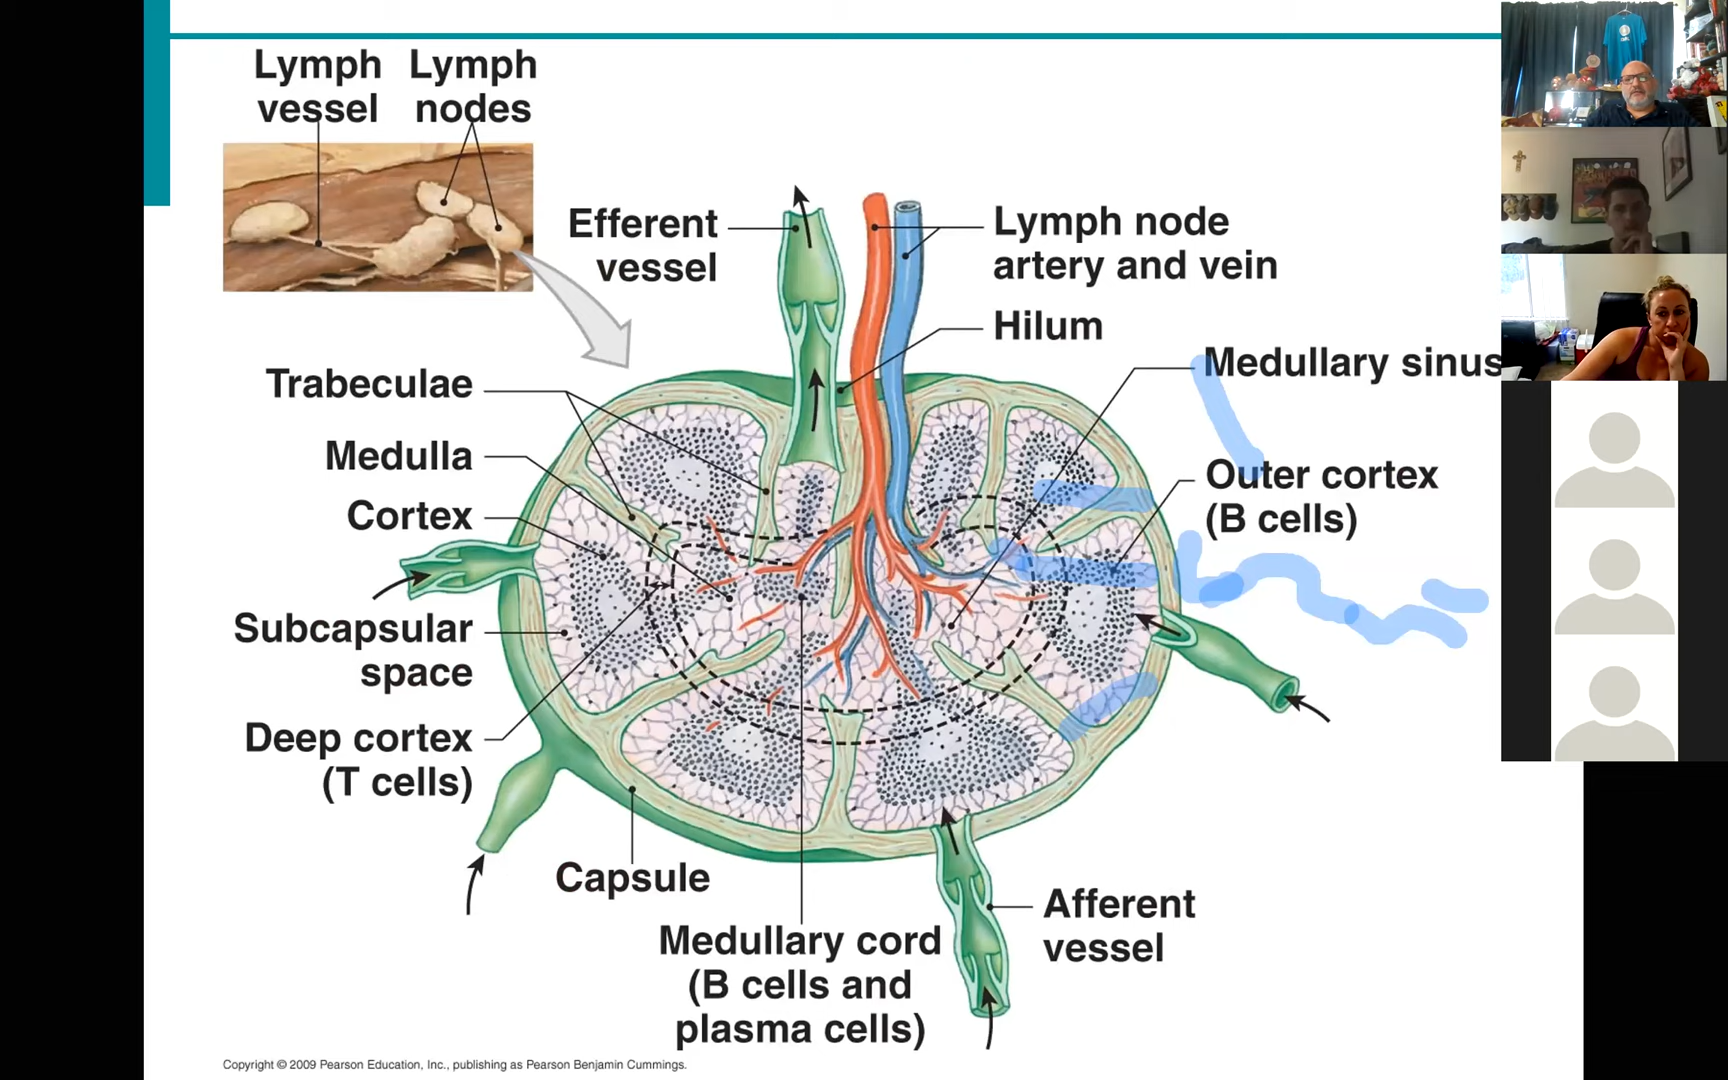 Lymph vessel
Lymph nodes
Efferent vessel
Lymph node artery and vein
Hilum
Medullary sinus
Trabeculae
Medulla
Cortex
Outer cortex
(B cells)
Subcapsular space
Deep cortex
(T cells)
Capsule
Afferent vessel
Medullary cord
(B cells and
plasma cells)
Copyright © 2009 Pearson Education, Inc., publishing as Pearson Benjamin Cummings.